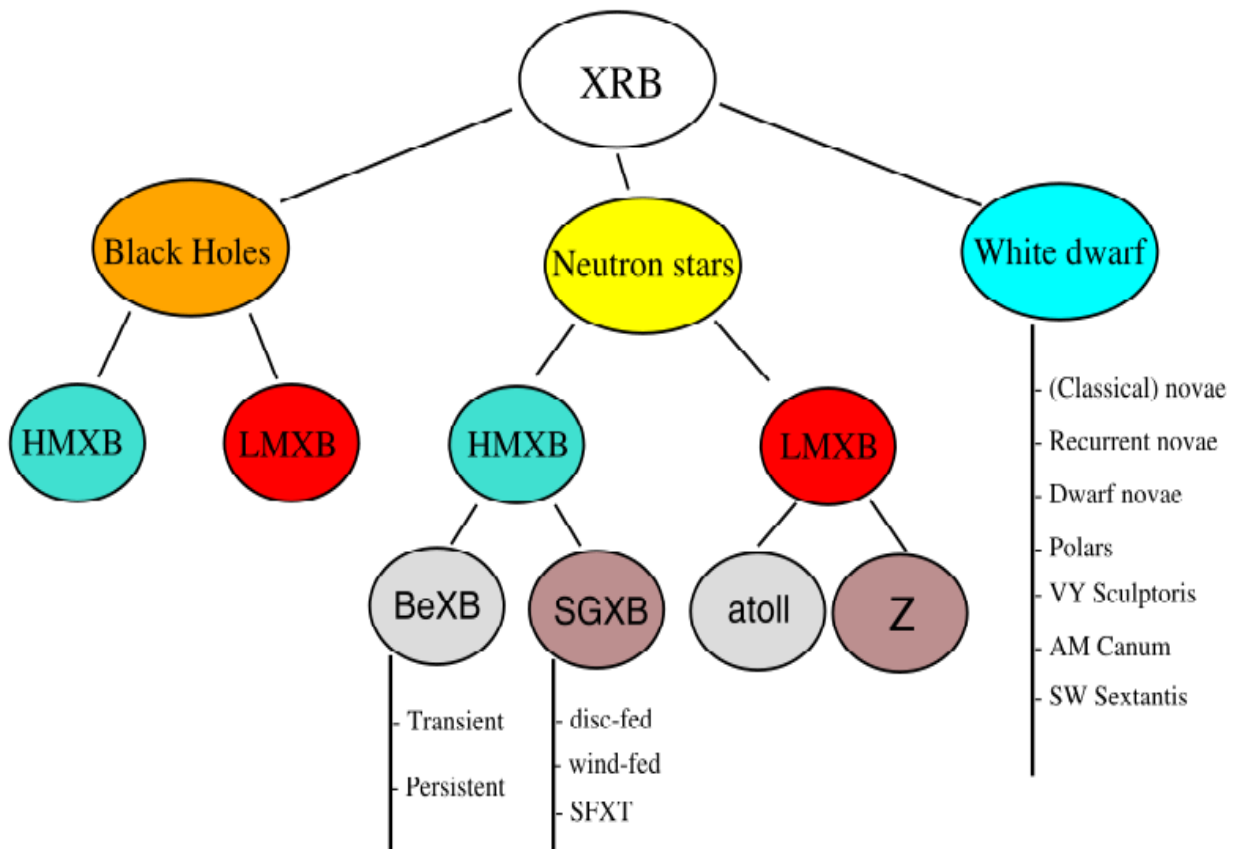 XRB
Black Holes
Neutron stars
White dwarf
HMXB
LMXB
HMXB
LMXB
BeXB
SGXB
atoll
Z
- Transient
- Persistent
- disc-fed
- wind-fed
- SFXT
- (Classical) novae
- Recurrent novae
- Dwarf novae
- Polars
- VY Sculptoris
- AM Canum
- SW Sextantis